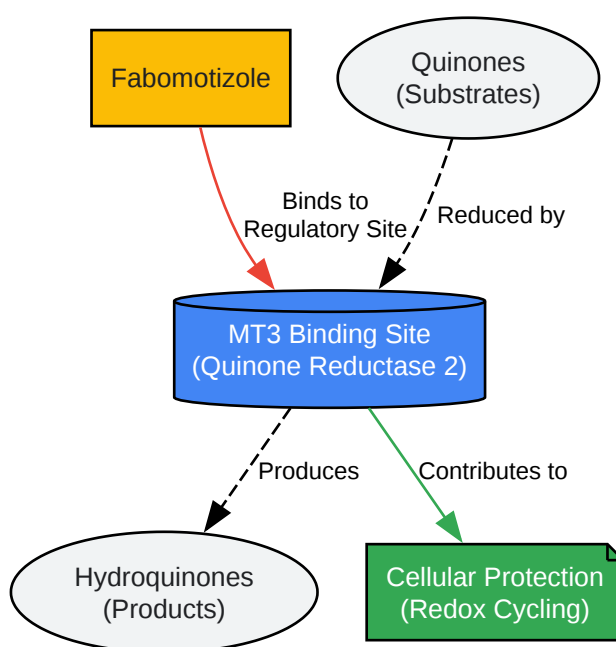 Fabomotizole
Quinones
(Substrates)
Binds to
Regulatory Site
Reduced by
MT3 Binding Site
(Quinone Reductase 2)
Produces
Contributes to
Hydroquinones
(Products)
Cellular Protection
(Redox Cycling)